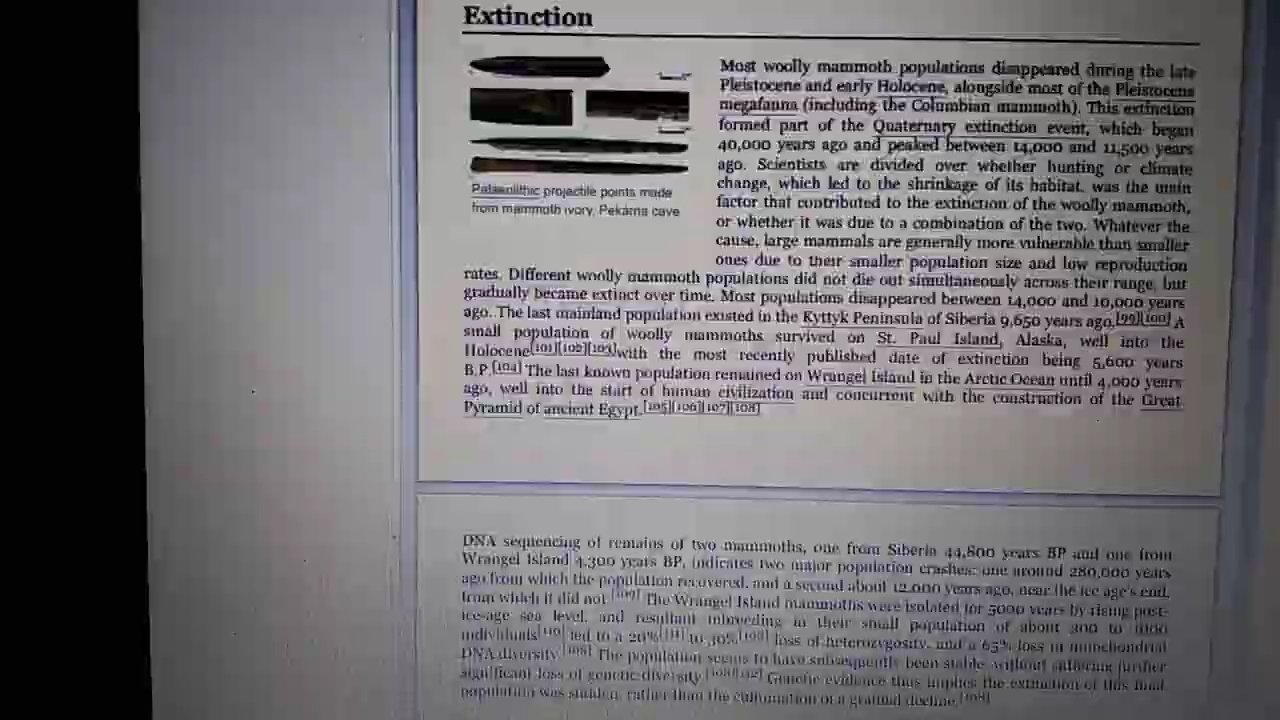 Extinction
Most woolly mammoth populations disappeared during the late
Pleistocene and early Holocene, alongside most of the Pleistocene
megafauna (including the Columbian mammoth). This extinction
formed part of the Quaternary extinction event, which began
40,000 years ago and peaked between 14,000 and 11,500 years
ago. Scientists are divided over whether hunting or climate
change, which led to the shrinkage of its habitat, was the main
factor that contributed to the extinction of the woolly mammoth,
or whether it was due to a combination of the two. Whatever the
cause, large mammals are generally more vulnerable than smaller
ones due to their smaller population size and low reproduction
Palaeolithic projectile points made
from mammoth ivory, Pekárna cave
rates. Different woolly mammoth populations did not die out simultaneously across their range, but
gradually became extinct over time. Most populations disappeared between 14,000 and 10,000 years
ago. The last mainland population existed in the Kyttyk Peninsula of Siberia 9,650 years ago.[99][100] A
small population of woolly mammoths survived on St. Paul Island, Alaska, well into the
Holocene[101][102][103]with the most recently published date of extinction being 5,600 years
B.P.[104] The last known population remained on Wrangel Island in the Arctic Ocean until 4,000 years
ago, well into the start of human civilization and concurrent with the construction of the Great
Pyramid of ancient Egypt.[105][106][107][108]
DNA sequencing of remains of two mammoths, one from Siberia 44,800 years BP and one from
Wrangel Island 4,300 years BP, indicates two major population crashes: one around 280,000 years
ago from which the population recovered, and a second about 12,000 years ago, near the ice age's end,
from which it did not.[109] The Wrangel Island mammoths were isolated for 5000 years by rising post-
ice-age sea level, and resultant inbreeding in their small population of about 300 to 1000
individuals[110] led to a 20%[111] to 30%[108] loss of heterozygosity, and a 65% loss in mitochondrial
DNA diversity.[108] The population seems to have subsequently been stable, without suffering further
significant loss of genetic diversity.[108][112] Genetic evidence thus implies the extinction of this final
population was sudden, rather than the culmination of a gradual decline.[108]